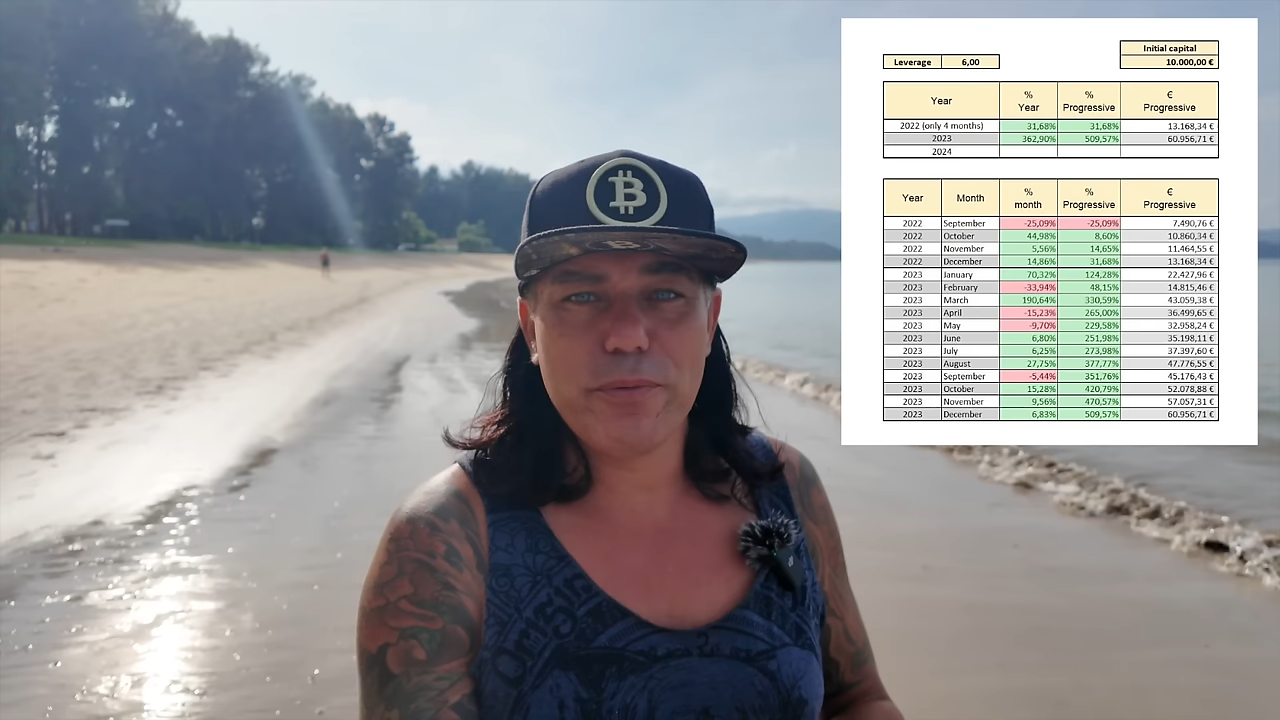 Initial capital
Leverage 6,00 10.000,00 €
Year % Year % Progressive € Progressive
2022 (only 4 months) 31,68% 31,68% 13.168,34 €
2023 362,90% 509,57% 60.956,71 €
2024
Year Month % month % Progressive € Progressive
2022 September -25,09% -25,09% 7.490,76 €
2022 October 44,98% 8,60% 10.860,34 €
2022 November 5,56% 14,65% 11.464,55 €
2022 December 14,86% 31,68% 13.168,34 €
2023 January 70,32% 124,28% 22.427,96 €
2023 February -33,94% 48,15% 14.815,46 €
2023 March 190,64% 330,59% 43.059,38 €
2023 April -15,23% 265,00% 36.499,65 €
2023 May -9,70% 229,58% 32.958,24 €
2023 June 6,80% 251,98% 35.198,11 €
2023 July 6,25% 273,98% 37.397,60 €
2023 August 27,75% 377,77% 47.776,55 €
2023 September -5,44% 351,76% 45.176,43 €
2023 October 15,28% 420,79% 52.078,88 €
2023 November 9,56% 470,57% 57.057,31 €
2023 December 6,83% 509,57% 60.956,71 €